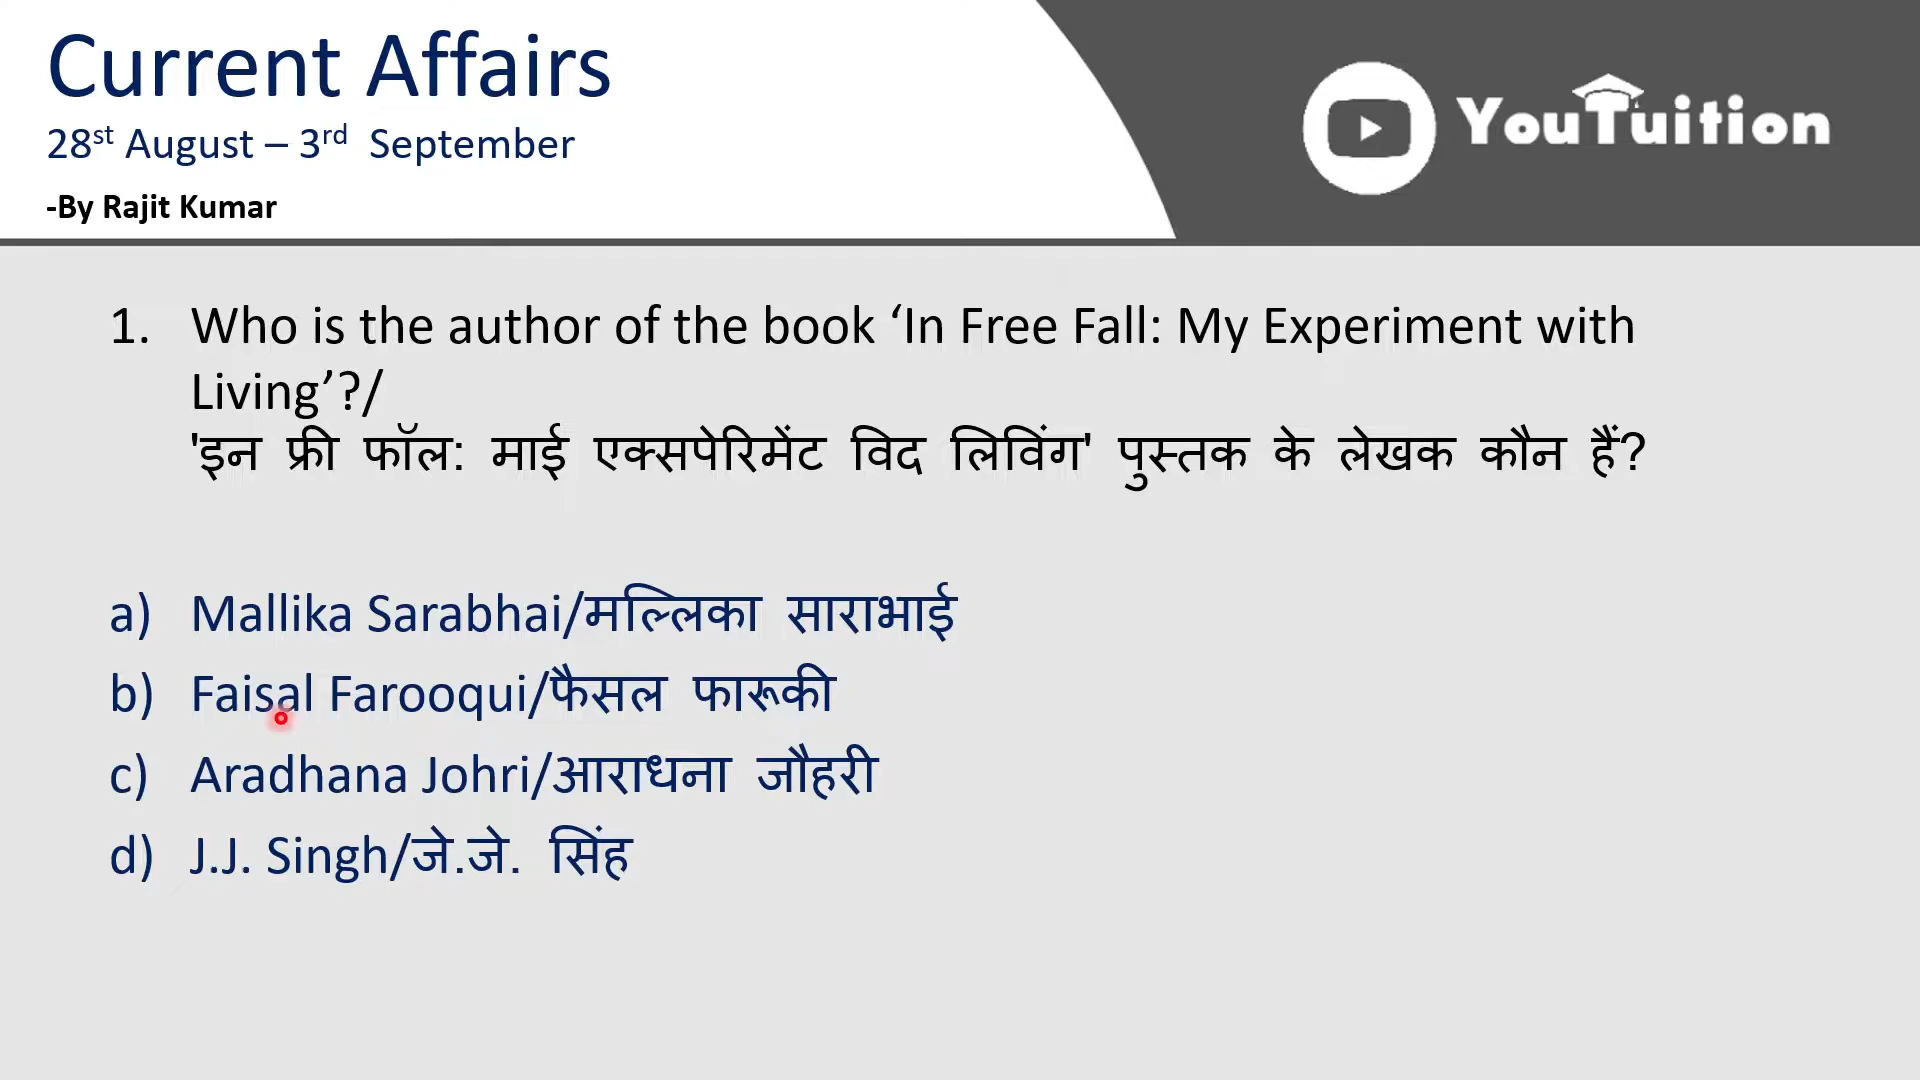 Current Affairs
28st August – 3rd September
-By Rajit Kumar
YouTuition
1. Who is the author of the book ‘In Free Fall: My Experiment with
Living’?/
'इन फ्री फॉल: माई एक्सपेरिमेंट विद लिविंग' पुस्तक के लेखक कौन हैं?
a) Mallika Sarabhai/मल्लिका साराभाई
b) Faisal Farooqui/फैसल फारूकी
c) Aradhana Johri/आराधना जौहरी
d) J.J. Singh/जे.जे. सिंह